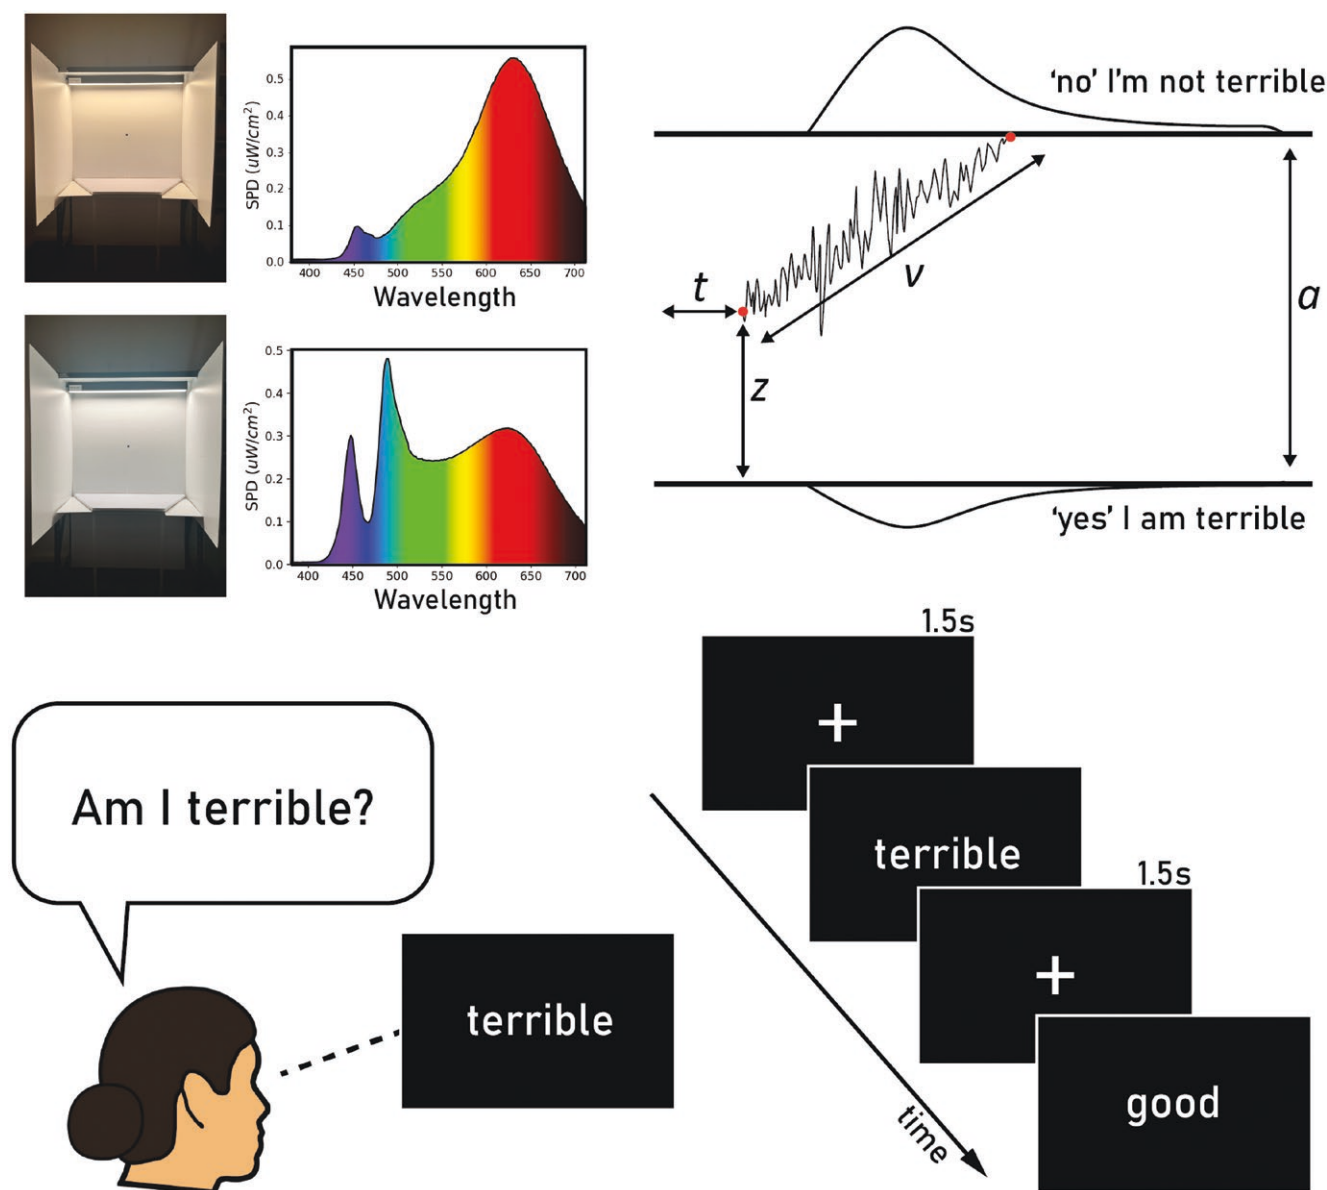 0.5
0.4
0.3
0.2
0.1
0.0
SPD (uW/cm²)
400 450 500 550 600 650 700
Wavelength
0.5
0.4
0.3
0.2
0.1
0.0
SPD (uW/cm²)
400 450 500 550 600 650 700
Wavelength
'no' I'm not terrible
t
v
z
a
'yes' I am terrible
Am I terrible?
terrible
1.5s
+
terrible
1.5s
+
good
time